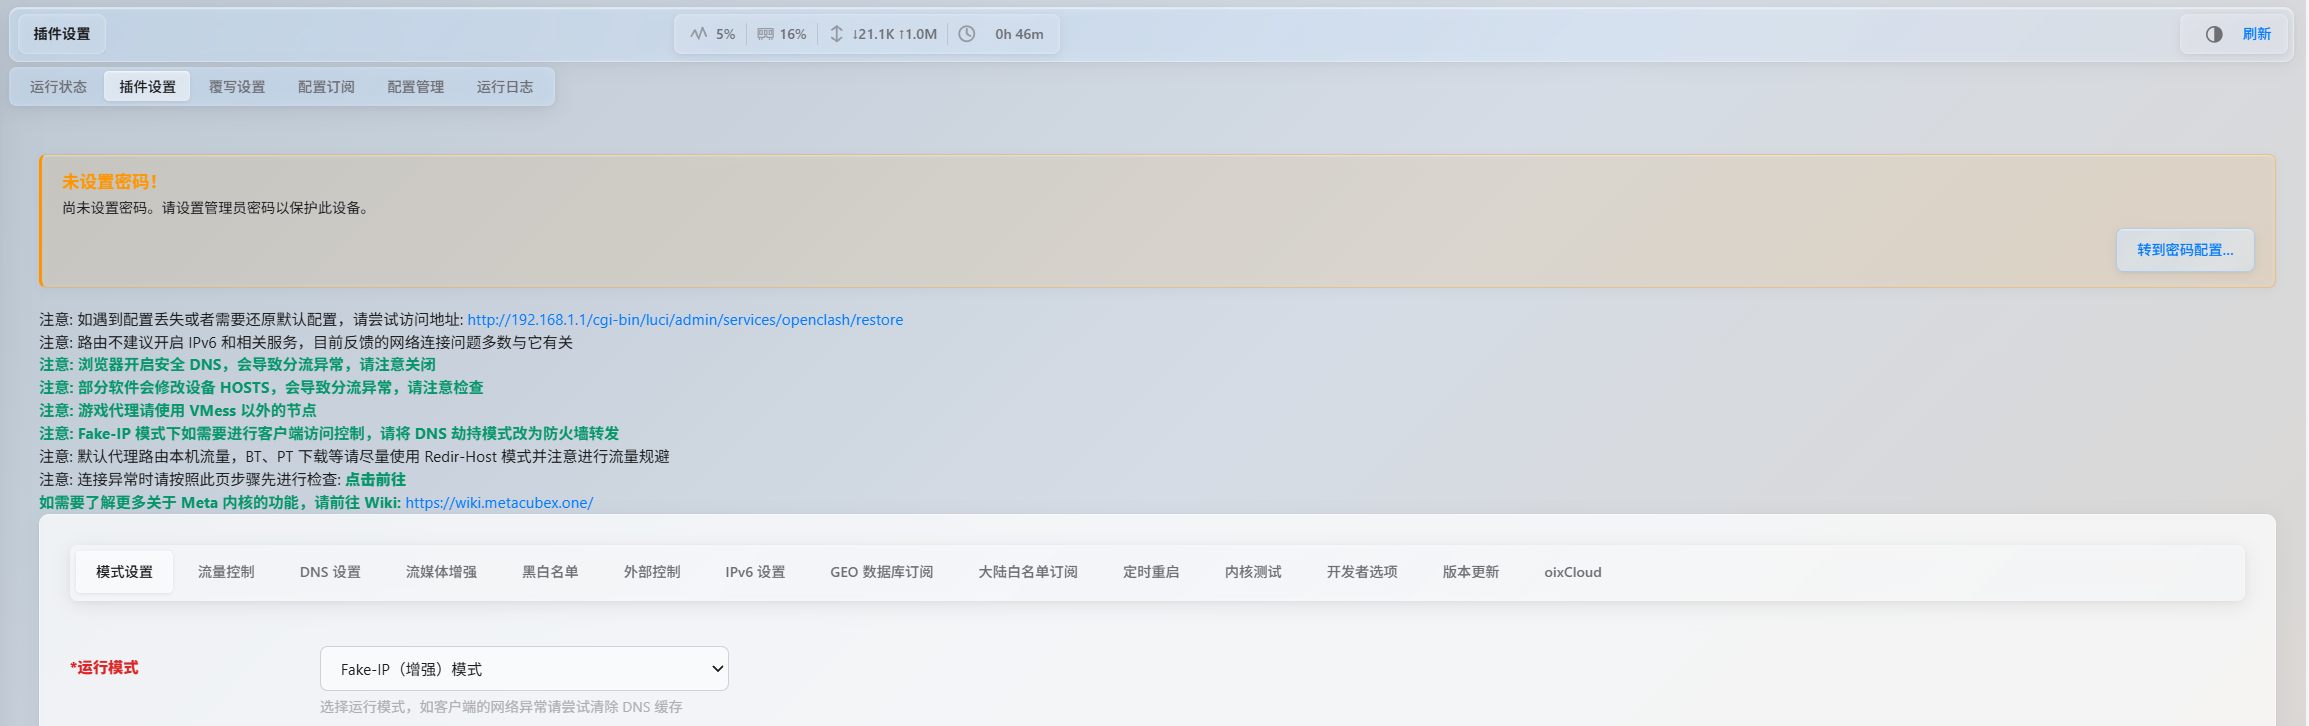 插件设置
5% 16% ↓21.1K ↑1.0M 0h 46m
刷新
运行状态 插件设置 覆写设置 配置订阅 配置管理 运行日志
未设置密码！
尚未设置密码。请设置管理员密码以保护此设备。
转到密码配置...
注意: 如遇到配置丢失或者需要还原默认配置，请尝试访问地址: http://192.168.1.1/cgi-bin/luci/admin/services/openclash/restore
注意: 路由不建议开启 IPv6 和相关服务，目前反馈的网络连接问题多数与它有关
注意: 浏览器开启安全 DNS，会导致分流异常，请注意关闭
注意: 部分软件会修改设备 HOSTS，会导致分流异常，请注意检查
注意: 游戏代理请使用 VMess 以外的节点
注意: Fake-IP 模式下如需要进行客户端访问控制，请将 DNS 劫持模式改为防火墙转发
注意: 默认代理路由本机流量，BT、PT 下载等请尽量使用 Redir-Host 模式并注意进行流量规避
注意: 连接异常时请按照此页步骤先进行检查: 点击前往
如需要了解更多关于 Meta 内核的功能，请前往 Wiki: https://wiki.metacubex.one/
模式设置 流量控制 DNS 设置 流媒体增强 黑白名单 外部控制 IPv6 设置 GEO 数据库订阅 大陆白名单订阅 定时重启 内核测试 开发者选项 版本更新 oixCloud
*运行模式
Fake-IP（增强）模式
选择运行模式，如客户端的网络异常请尝试清除 DNS 缓存